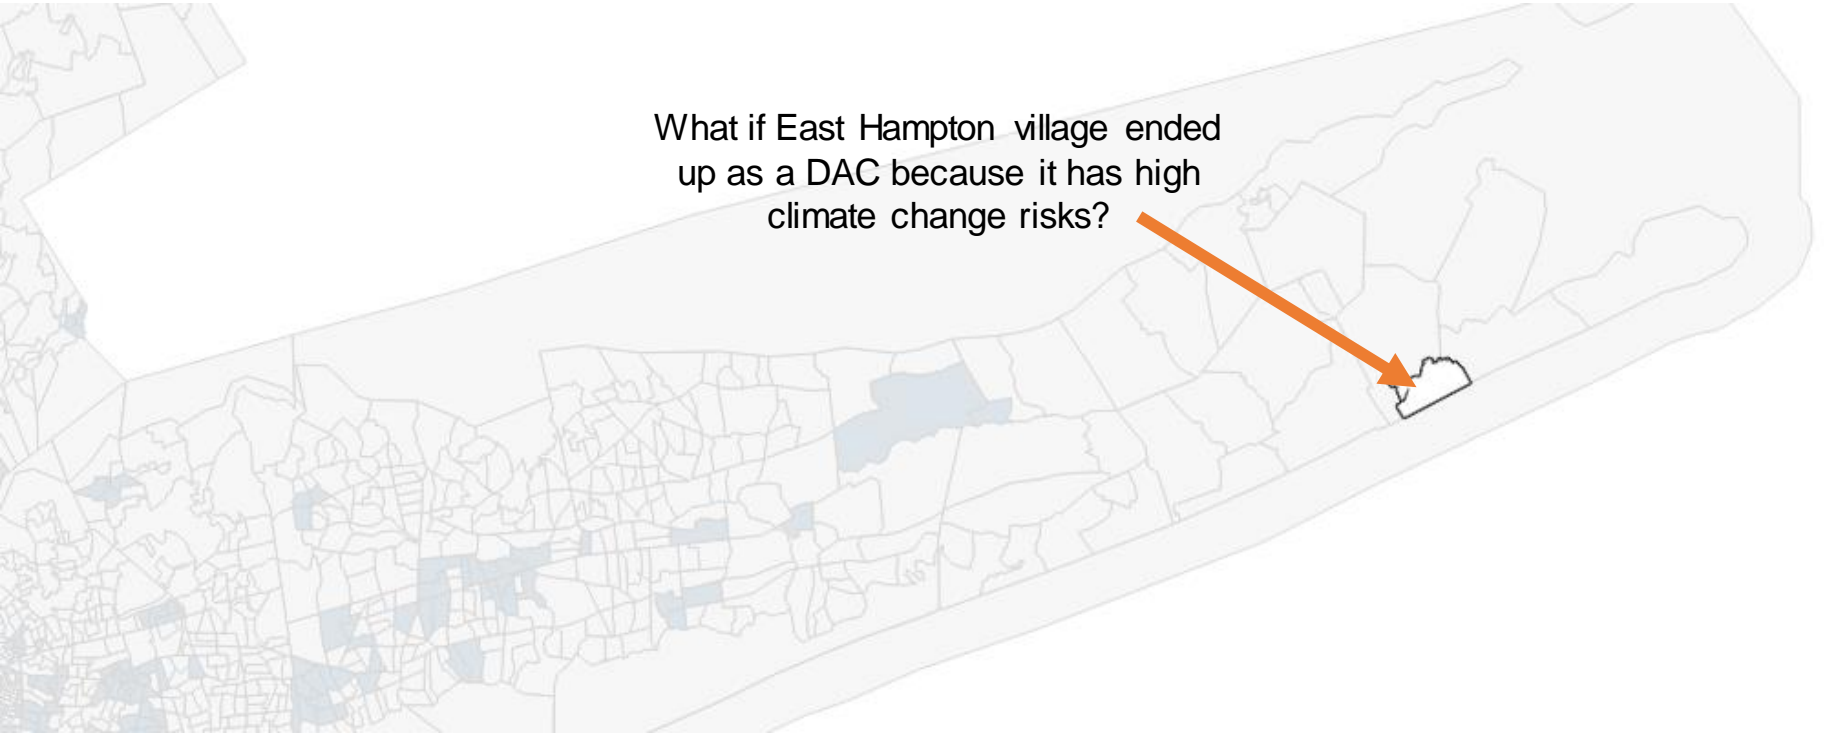 What if East Hampton village ended
up as a DAC because it has high
climate change risks?